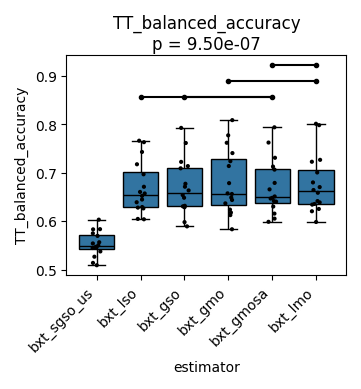 TT_balanced_accuracy
p = 9.50e-07
TT_balanced_accuracy
0.9
0.8
0.7
0.6
0.5
bxt_sgso_us
bxt_lso
bxt_gso
bxt_gmo
bxt_gmosa
bxt_lmo
estimator